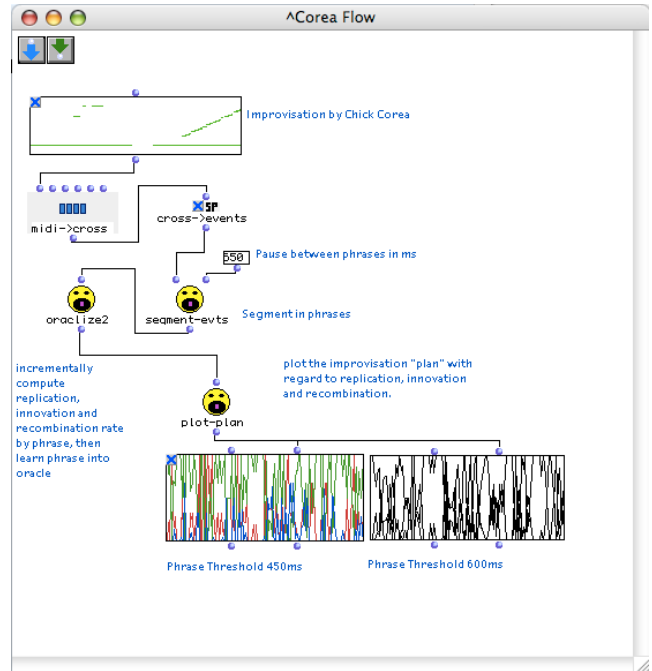 ^Corea Flow
Improvisation by Chick Corea
midi->cross
SP
cross->events
650
Pause between phrases in ms
oraclize2
segment-evts
Segment in phrases
incrementally
compute
replication,
innovation and
recombination rate
by phrase, then
learn phrase into
oracle
plot the improvisation "plan" with
regard to replication, innovation
and recombination.
plot-plan
Phrase Threshold 450ms
Phrase Threshold 600ms